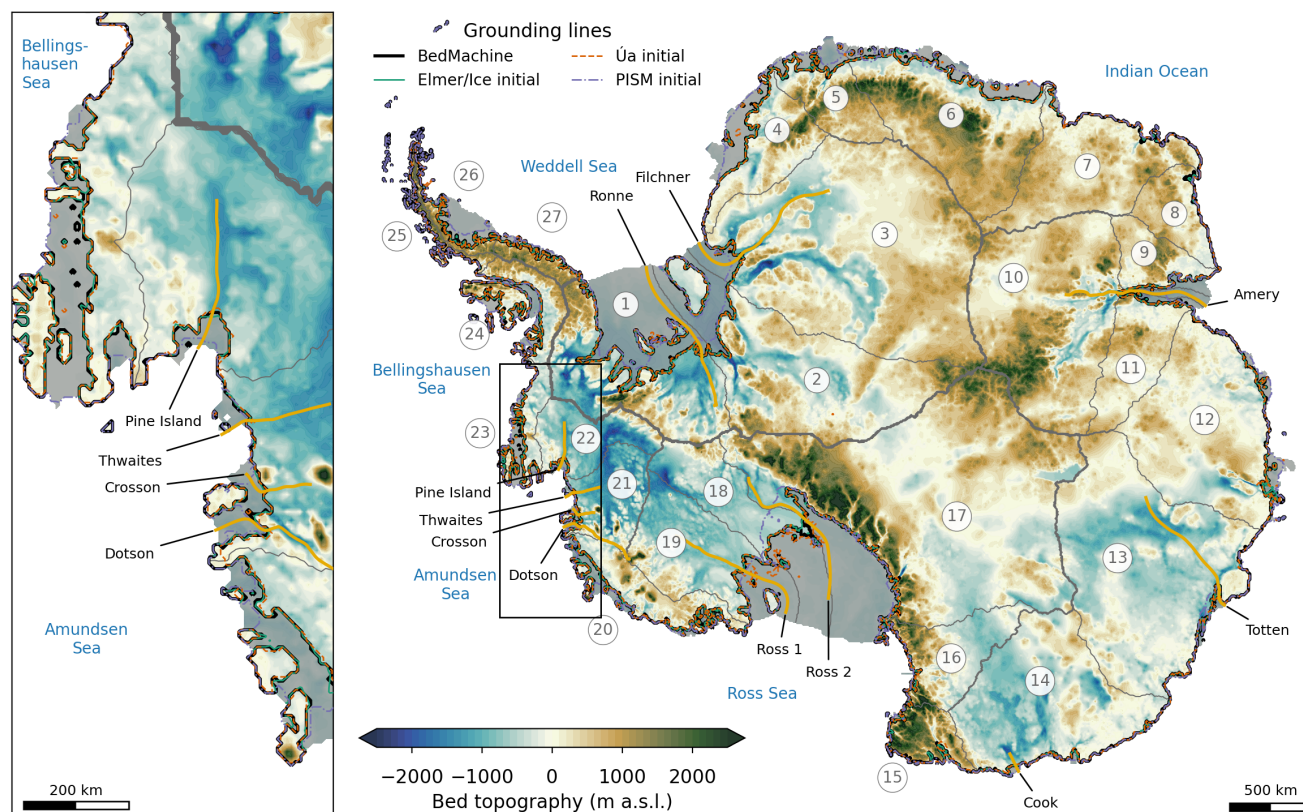 Bellings-
hausen
Sea
Pine Island
Thwaites
Crosson
Dotson
Amundsen
Sea
200 km
Grounding lines
BedMachine
Elmer/Ice initial
Úa initial
PISM initial
Indian Ocean
Weddell Sea
Filchner
Ronne
Bellingshausen
Sea
Pine Island
Thwaites
Crosson
Dotson
Amundsen
Sea
Ross 1
Ross 2
Ross Sea
Amery
Totten
Cook
1
2
3
4
5
6
7
8
9
10
11
12
13
14
15
16
17
18
19
20
21
22
23
24
25
26
27
−2000 −1000 0 1000 2000
Bed topography (m a.s.l.)
500 km